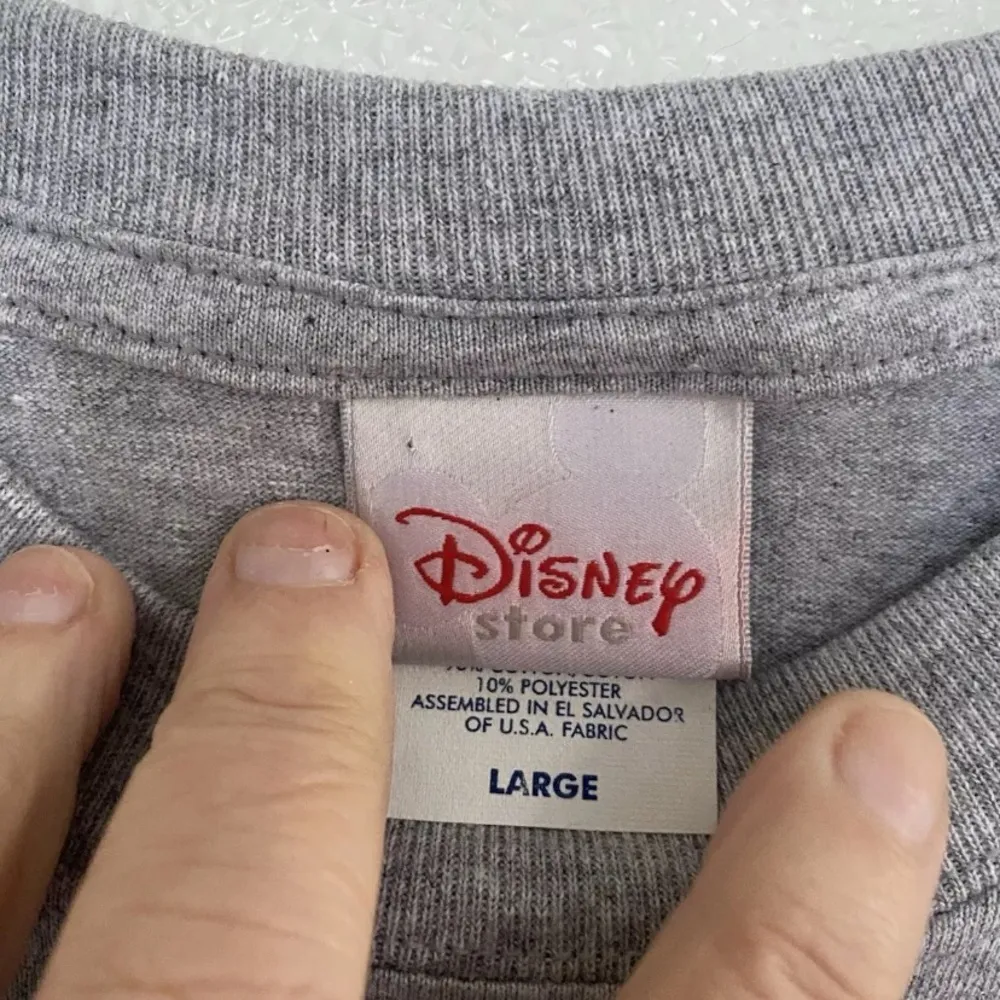 Disney
store
10% POLYESTER
ASSEMBLED IN EL SALVADOR
OF U.S.A. FABRIC
LARGE